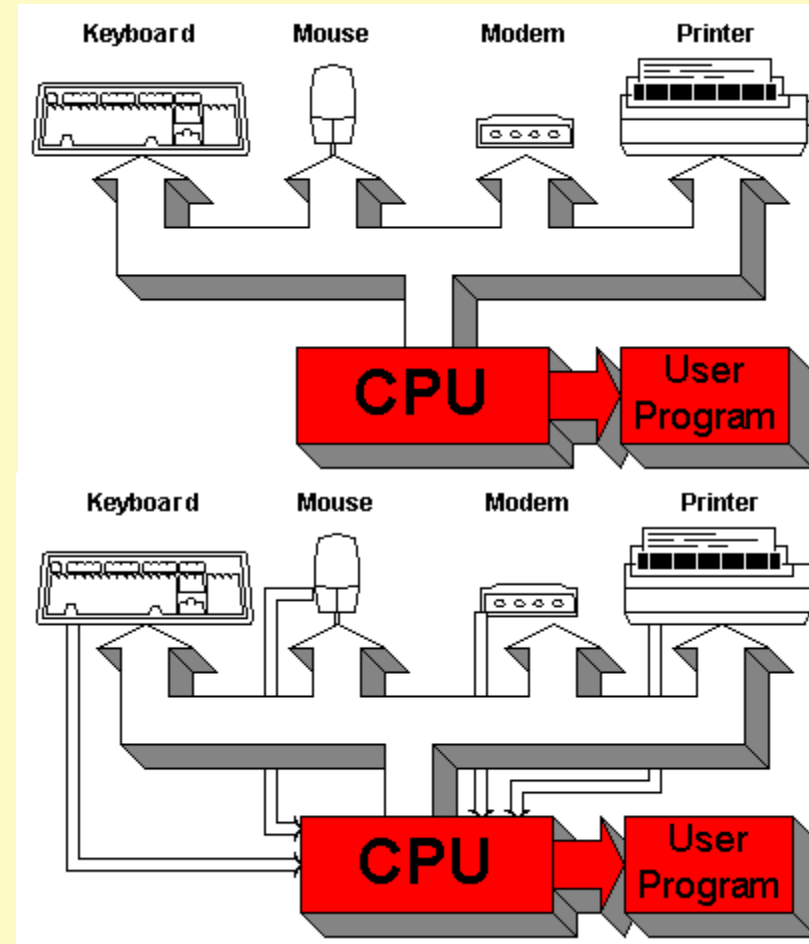 Keyboard Mouse Modem Printer
CPU
User
Program
Keyboard Mouse Modem Printer
CPU
User
Program